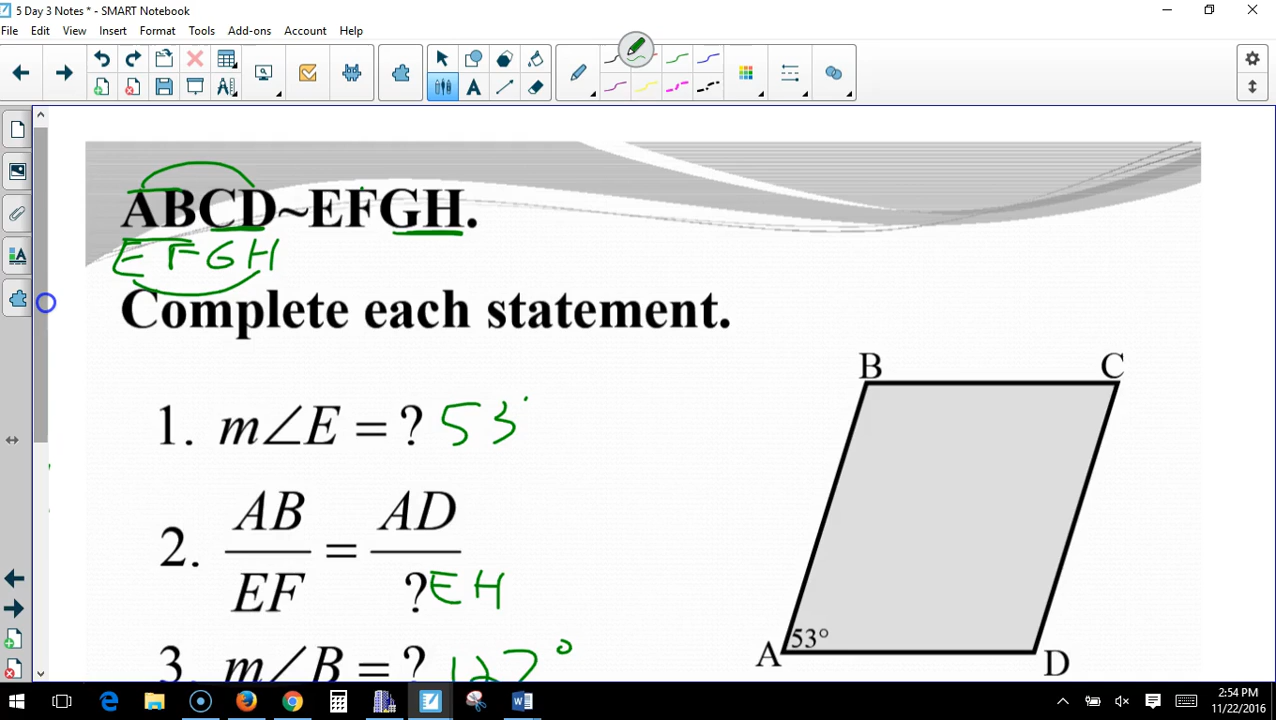 5 Day 3 Notes * - SMART Notebook
File Edit View Insert Format Tools Add-ons Account Help
ABCD~EFGH.
EFGH
Complete each statement.
1. m∠E = ? 53°
2. AB/EF = AD/? EH
3. m∠B = ? 127°
B C
53°
A D
2:54 PM
11/22/2016